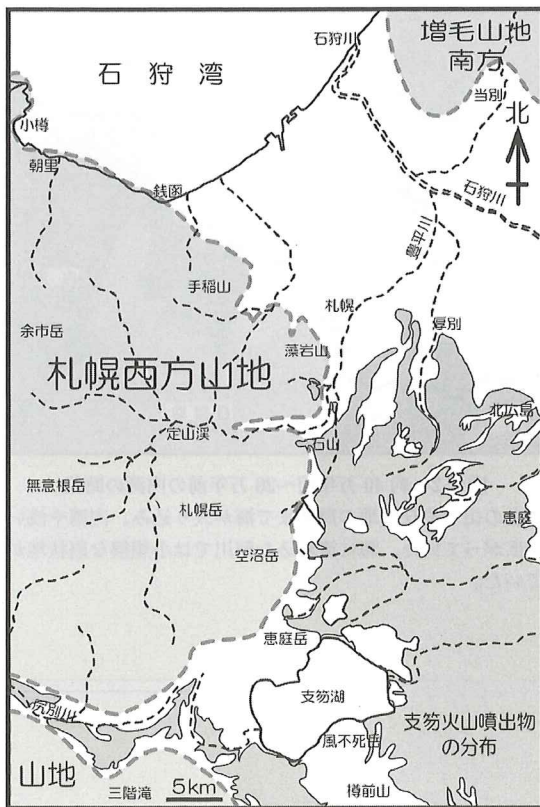 石狩川
増毛山地
南方
石狩湾
当別
北
小樽
朝里
銭函
石狩川
豊平川
手稲山
札幌
厚別
余市岳
藻岩山
札幌西方山地
北広島
定山渓
石山
無意根岳
札幌岳
恵庭
空沼岳
恵庭岳
尻別川
支笏湖
支笏火山噴出物
の分布
風不死岳
山地
三階滝
5km
樽前山